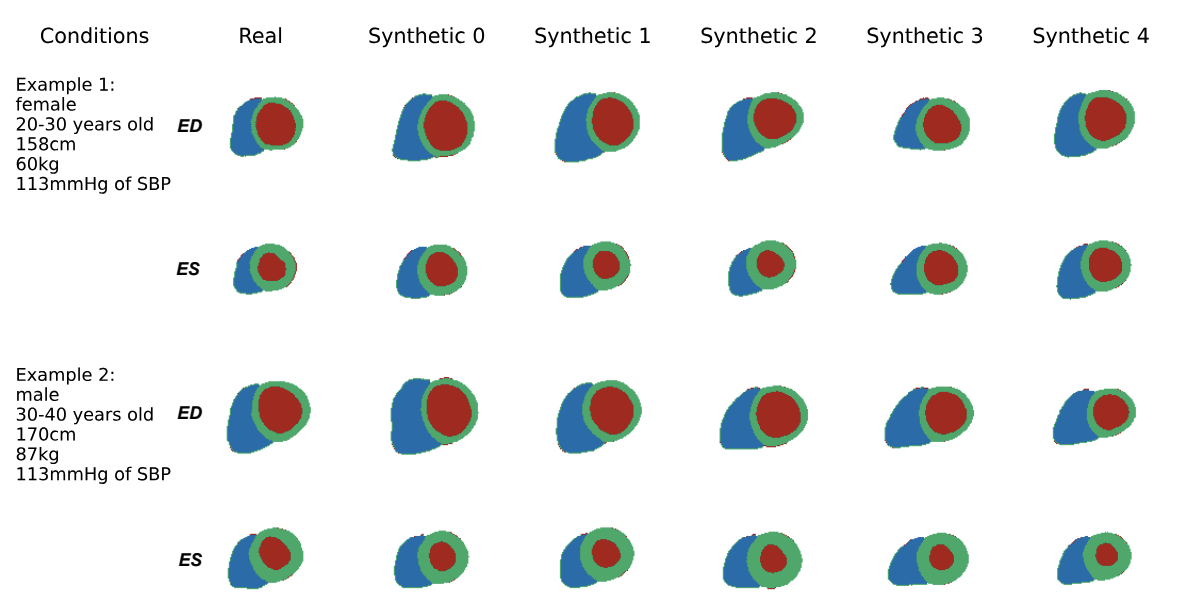 Conditions Real Synthetic 0 Synthetic 1 Synthetic 2 Synthetic 3 Synthetic 4
Example 1:
female
20-30 years old ED
158cm
60kg
113mmHg of SBP
ES
Example 2:
male
30-40 years old ED
170cm
87kg
113mmHg of SBP
ES